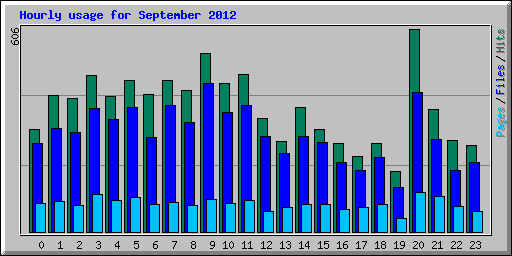 Hourly usage for September 2012
606
Pages/Files/Hits
0 1 2 3 4 5 6 7 8 9 10 11 12 13 14 15 16 17 18 19 20 21 22 23